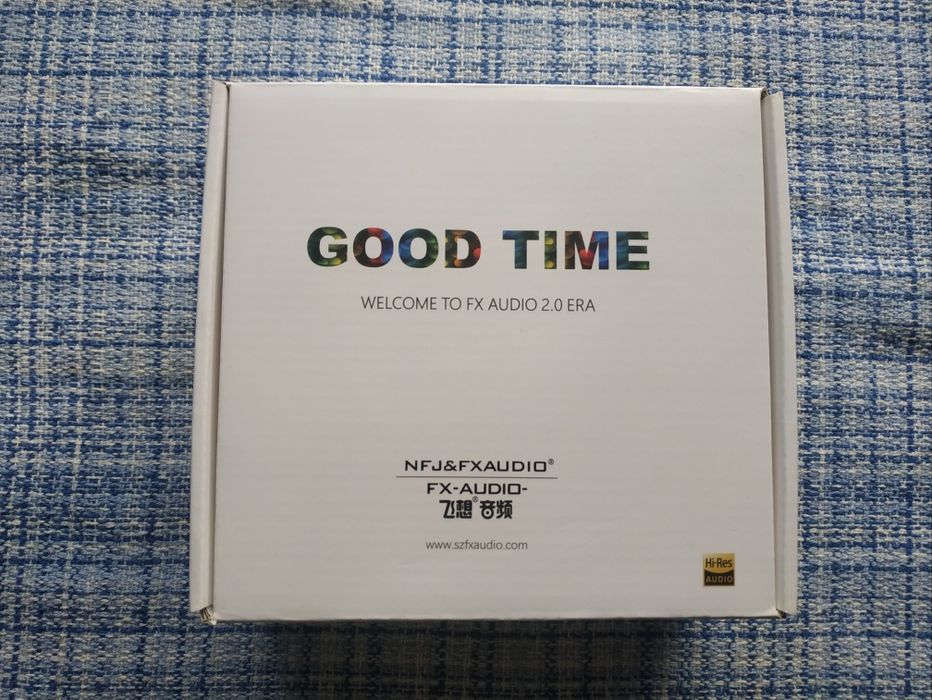 GOOD TIME
WELCOME TO FX AUDIO 2.0 ERA
NFJ&FXAUDIO®
FX-AUDIO-
飞想®音频
www.szfxaudio.com
Hi-Res
AUDIO